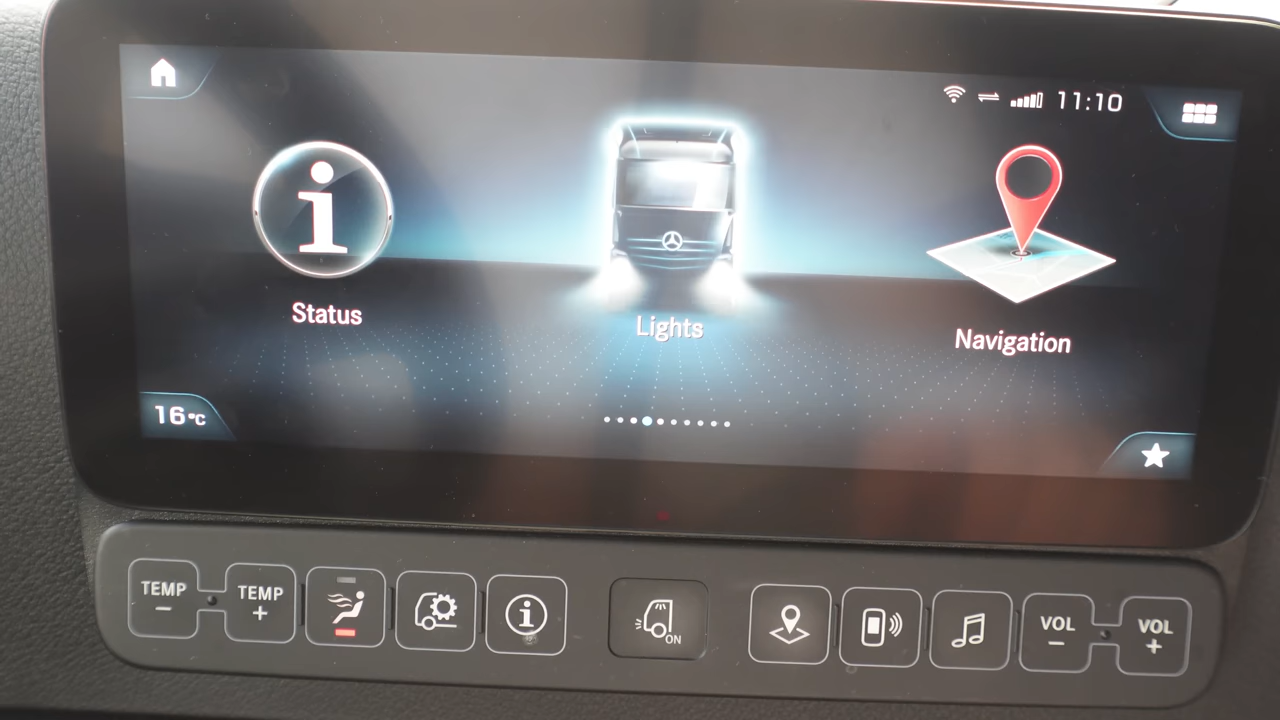 11:10
Status
Lights
Navigation
16°C
TEMP
−
TEMP
+
i
ON
VOL
−
VOL
+